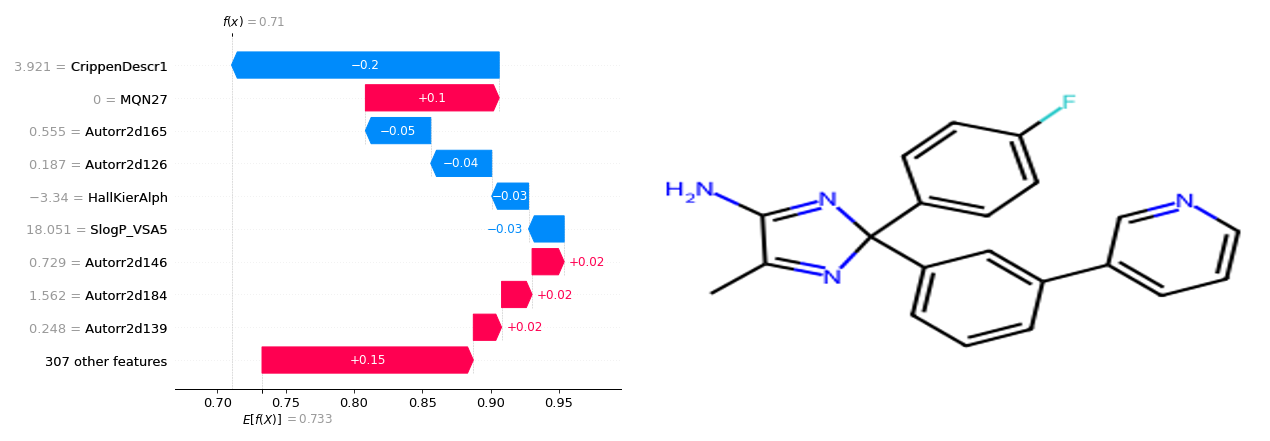 f(x) = 0.71
3.921 = CrippenDescr1
−0.2
0 = MQN27
+0.1
0.555 = Autorr2d165
−0.05
0.187 = Autorr2d126
−0.04
−3.34 = HallKierAlph
−0.03
18.051 = SlogP_VSA5
−0.03
0.729 = Autorr2d146
+0.02
1.562 = Autorr2d184
+0.02
0.248 = Autorr2d139
+0.02
307 other features
+0.15
0.70 0.75 0.80 0.85 0.90 0.95
E[f(X)] = 0.733
F
H₂N
N
N
N